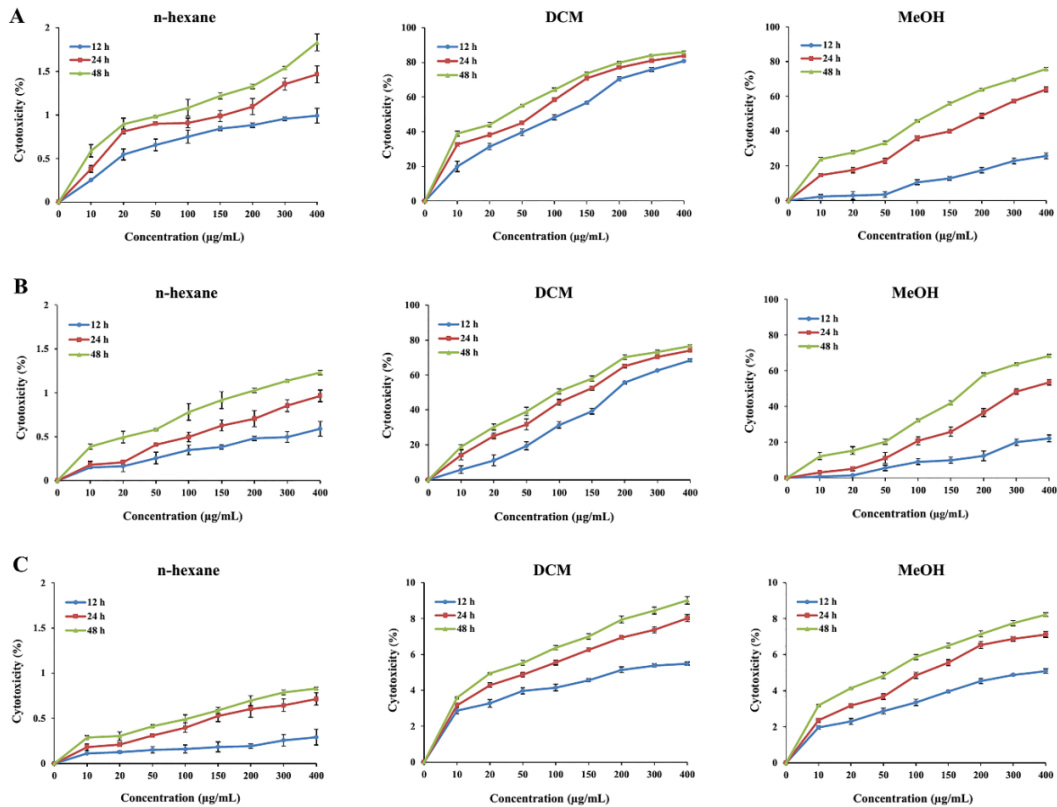 A
n-hexane
DCM
MeOH
2
1.5
1
0.5
0
Cytotoxicity (%)
12 h
24 h
48 h
0 10 20 50 100 150 200 300 400
Concentration (µg/mL)
100
80
60
40
20
0
Cytotoxicity (%)
12 h
24 h
48 h
0 10 20 50 100 150 200 300 400
Concentration (µg/mL)
100
80
60
40
20
0
Cytotoxicity (%)
12 h
24 h
48 h
0 10 20 50 100 150 200 300 400
Concentration (µg/mL)
B
n-hexane
DCM
MeOH
2
1.5
1
0.5
0
Cytotoxicity (%)
12 h
24 h
48 h
0 10 20 50 100 150 200 300 400
Concentration (µg/mL)
100
80
60
40
20
0
Cytotoxicity (%)
12 h
24 h
48 h
0 10 20 50 100 150 200 300 400
Concentration (µg/mL)
100
80
60
40
20
0
Cytotoxicity (%)
12 h
24 h
48 h
0 10 20 50 100 150 200 300 400
Concentration (µg/mL)
C
n-hexane
DCM
MeOH
2
1.5
1
0.5
0
Cytotoxicity (%)
12 h
24 h
48 h
0 10 20 50 100 150 200 300 400
Concentration (µg/mL)
10
8
6
4
2
0
Cytotoxicity (%)
12 h
24 h
48 h
0 10 20 50 100 150 200 300 400
Concentration (µg/mL)
10
8
6
4
2
0
Cytotoxicity (%)
12 h
24 h
48 h
0 10 20 50 100 150 200 300 400
Concentration (µg/mL)